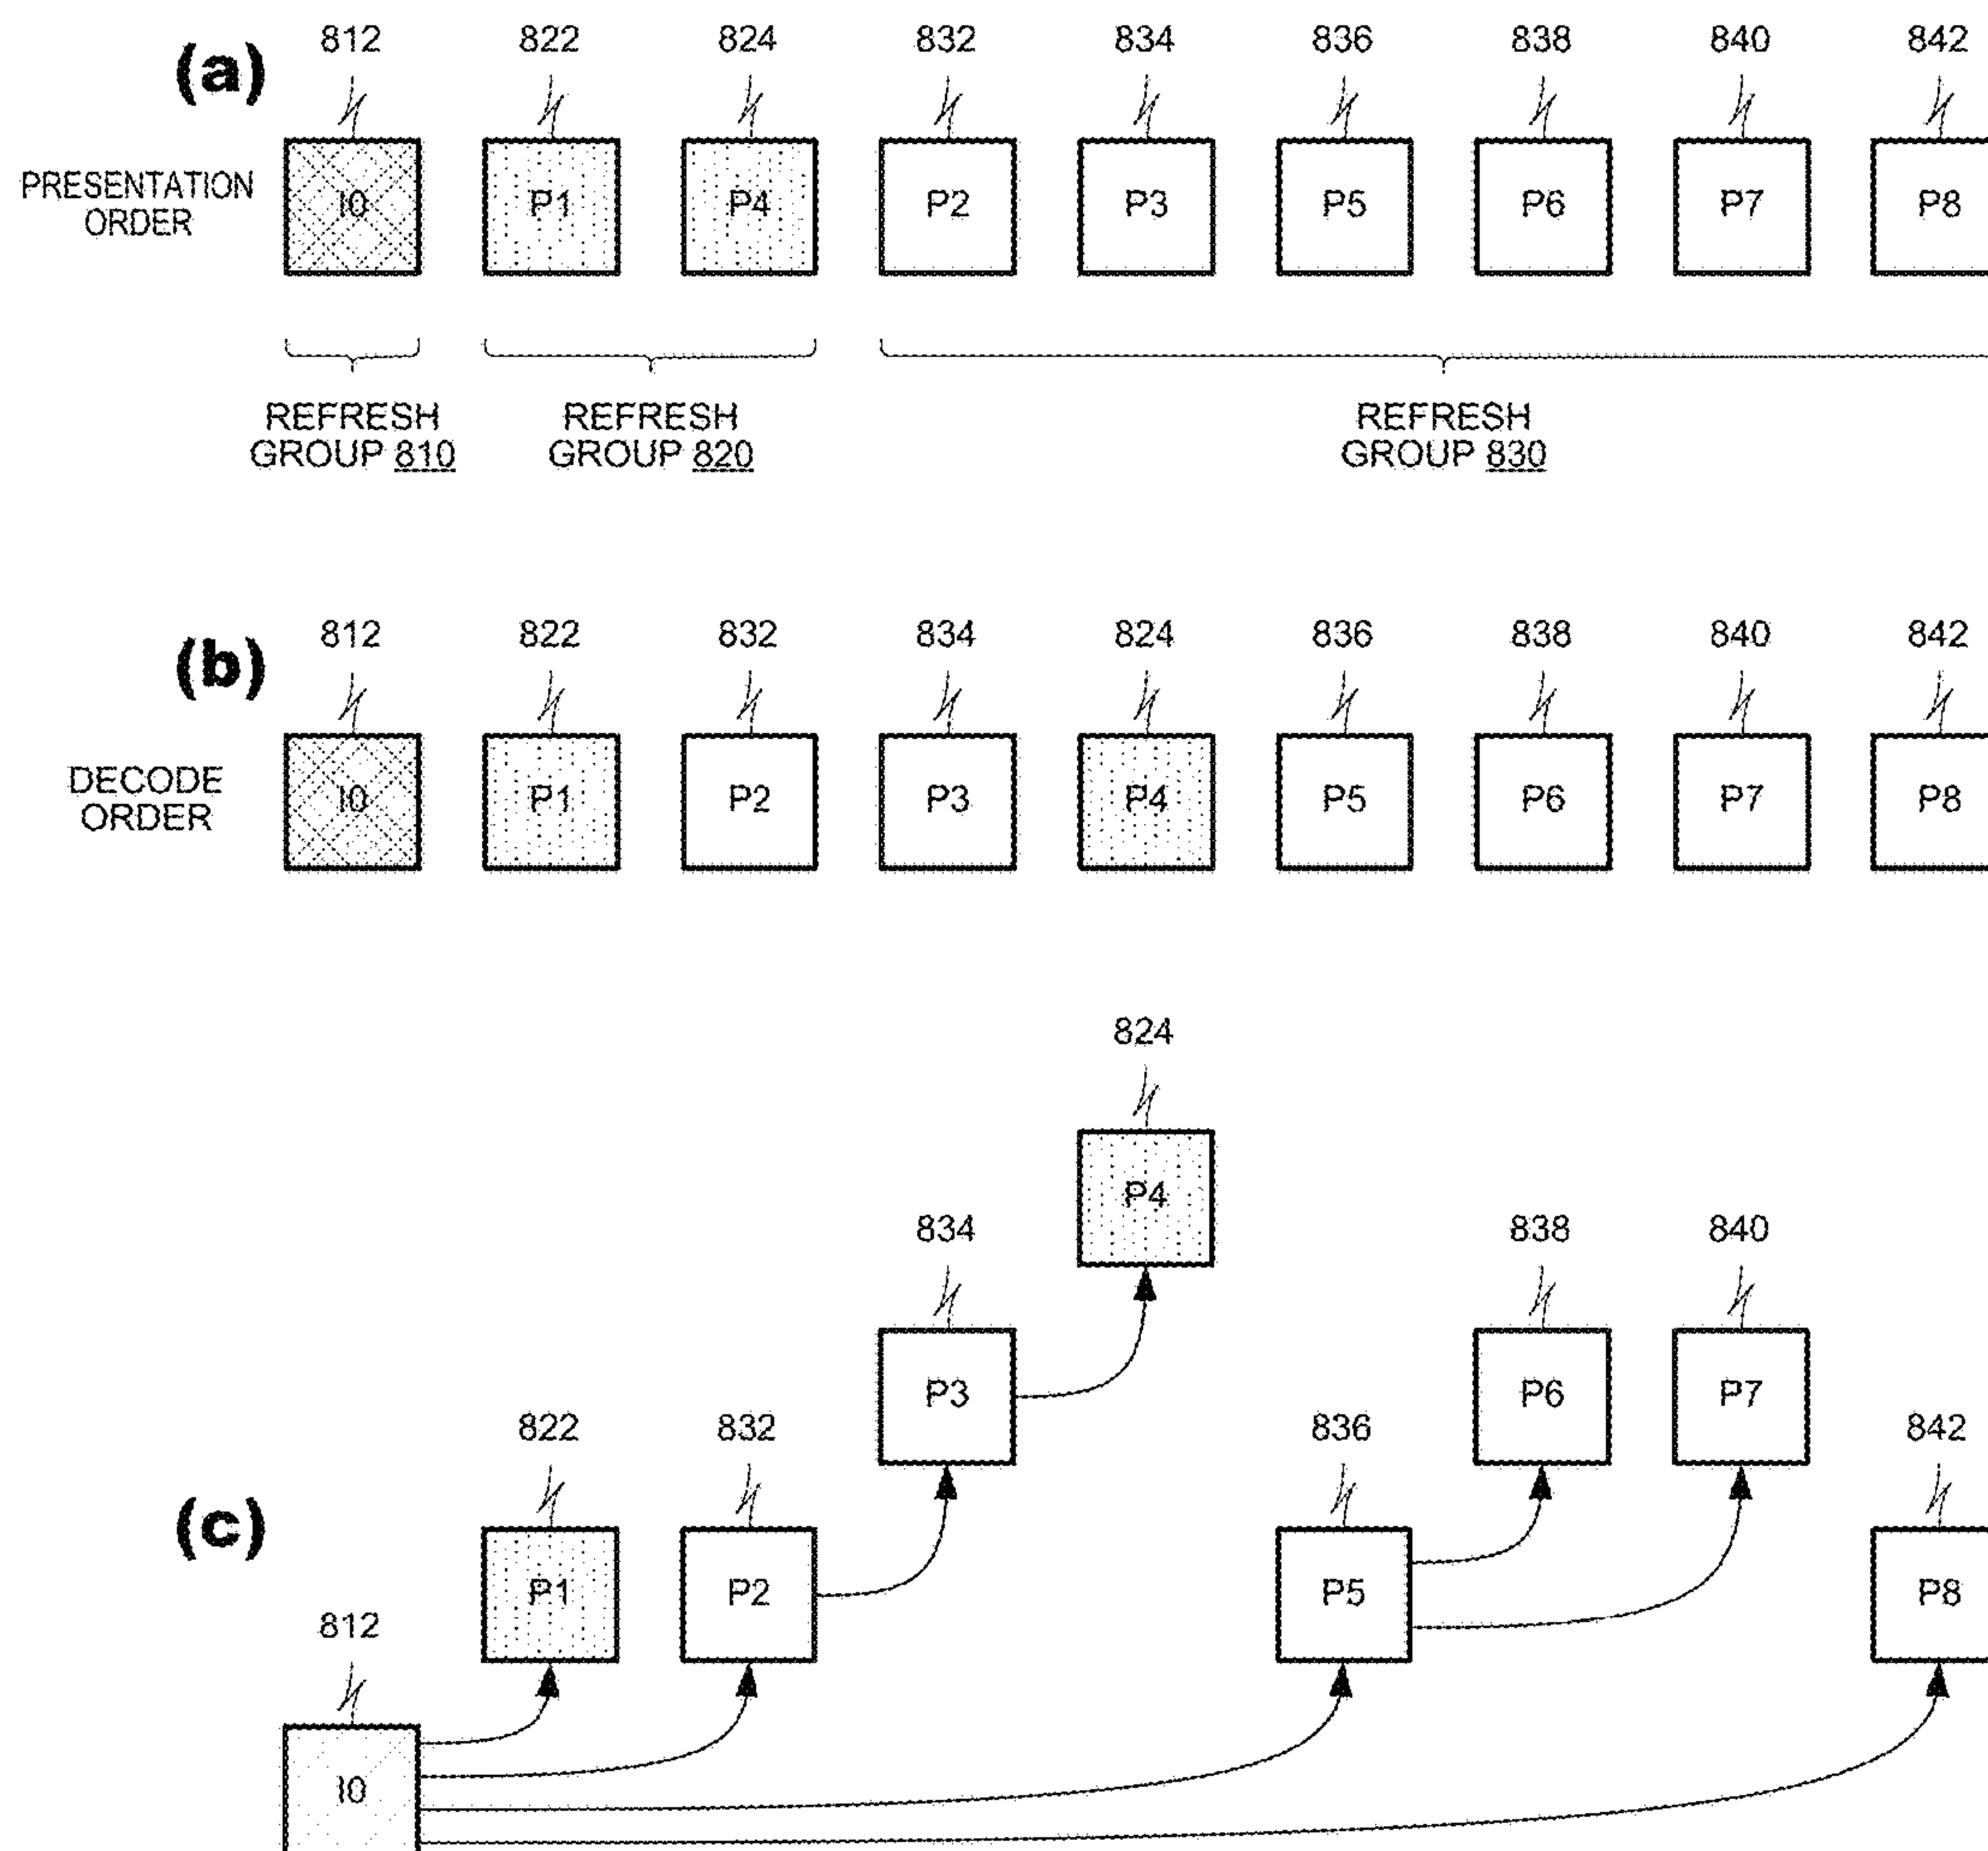 (a)
812 822 824 832 834 836 838 840 842
PRESENTATION
ORDER
I0 P1 P4 P2 P3 P5 P6 P7 P8
REFRESH
GROUP 810
REFRESH
GROUP 820
REFRESH
GROUP 830
(b)
812 822 832 834 824 836 838 840 842
DECODE
ORDER
I0 P1 P2 P3 P4 P5 P6 P7 P8
824
P4
834 838 840
P3 P6 P7
822 832 836 842
(c)
P1 P2 P5 P8
812
I0